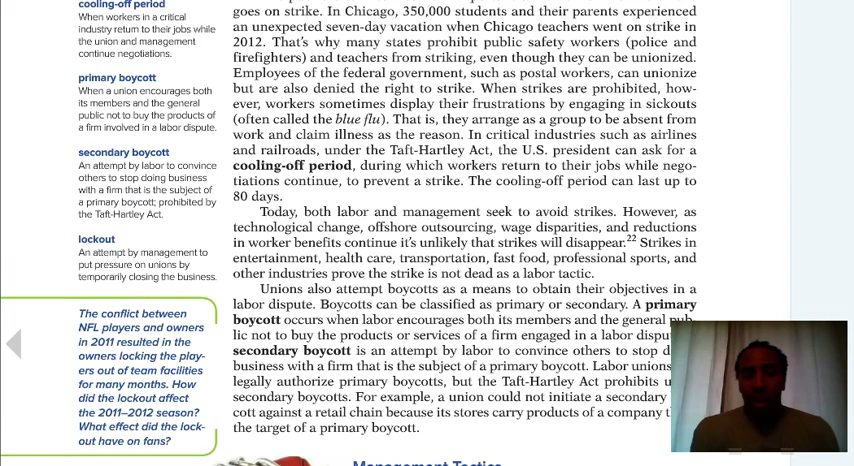 cooling-off period
When workers in a critical
industry return to their jobs while
the union and management
continue negotiations.
primary boycott
When a union encourages both
its members and the general
public not to buy the products of
a firm involved in a labor dispute.
secondary boycott
An attempt by labor to convince
others to stop doing business
with a firm that is the subject of
a primary boycott; prohibited by
the Taft-Hartley Act.
lockout
An attempt by management to
put pressure on unions by
temporarily closing the business.
The conflict between
NFL players and owners
in 2011 resulted in the
owners locking the play-
ers out of team facilities
for many months. How
did the lockout affect
the 2011–2012 season?
What effect did the lock-
out have on fans?
goes on strike. In Chicago, 350,000 students and their parents experienced
an unexpected seven-day vacation when Chicago teachers went on strike in
2012. That’s why many states prohibit public safety workers (police and
firefighters) and teachers from striking, even though they can be unionized.
Employees of the federal government, such as postal workers, can unionize
but are also denied the right to strike. When strikes are prohibited, how-
ever, workers sometimes display their frustrations by engaging in sickouts
(often called the blue flu). That is, they arrange as a group to be absent from
work and claim illness as the reason. In critical industries such as airlines
and railroads, under the Taft-Hartley Act, the U.S. president can ask for a
cooling-off period, during which workers return to their jobs while nego-
tiations continue, to prevent a strike. The cooling-off period can last up to
80 days.
Today, both labor and management seek to avoid strikes. However, as
technological change, offshore outsourcing, wage disparities, and reductions
in worker benefits continue it’s unlikely that strikes will disappear.22 Strikes in
entertainment, health care, transportation, fast food, professional sports, and
other industries prove the strike is not dead as a labor tactic.
Unions also attempt boycotts as a means to obtain their objectives in a
labor dispute. Boycotts can be classified as primary or secondary. A primary
boycott occurs when labor encourages both its members and the general pub-
lic not to buy the products or services of a firm engaged in a labor
secondary boycott is an attempt by labor to convince others to stop
business with a firm that is the subject of a primary boycott. Labor unions
legally authorize primary boycotts, but the Taft-Hartley Act prohibits
secondary boycotts. For example, a union could not initiate a secondary
cott against a retail chain because its stores carry products of a company
the target of a primary boycott.
Management Tactics